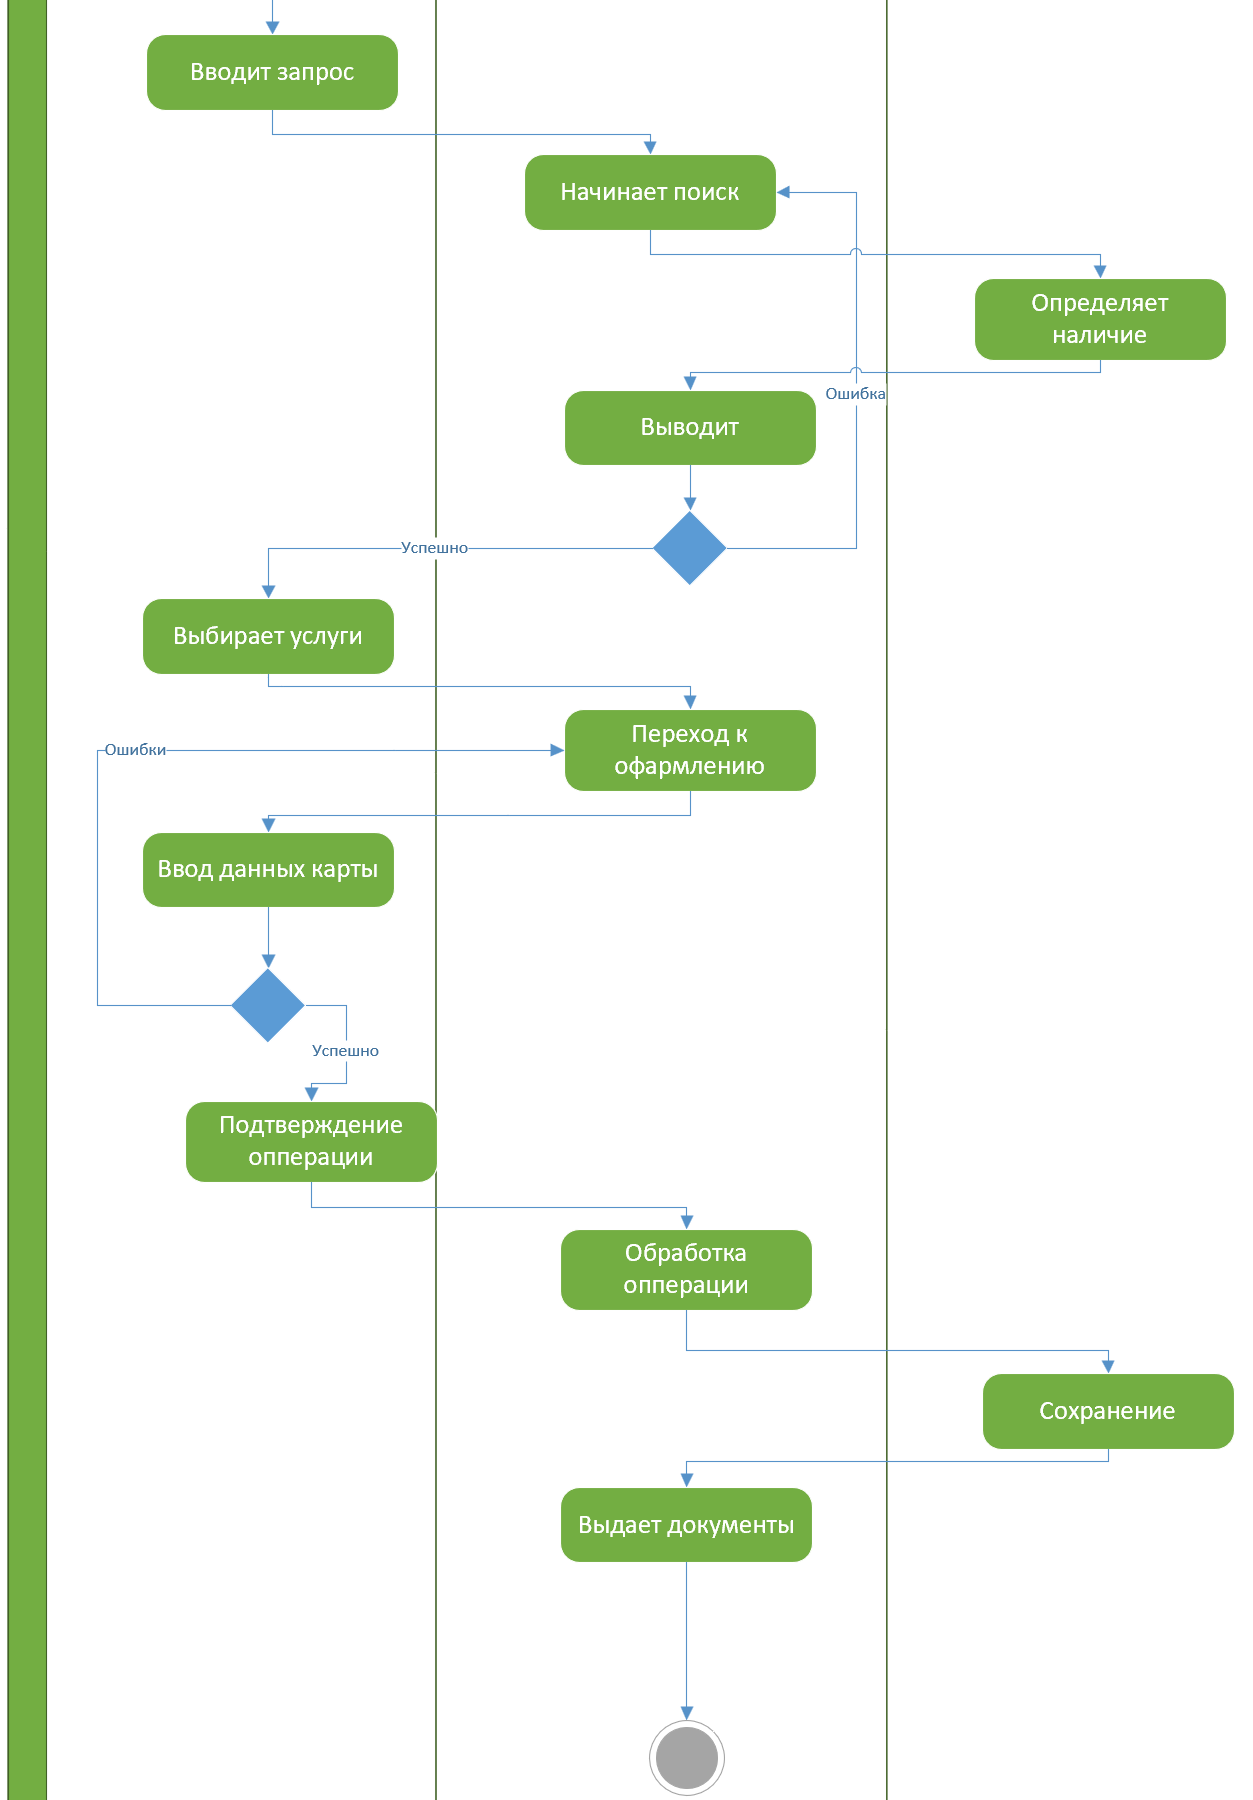 Вводит запрос
Начинает поиск
Определяет
наличие
Ошибка
Выводит
Успешно
Выбирает услуги
Переход к
офармлению
Ошибки
Ввод данных карты
Успешно
Подтверждение
опперации
Обработка
опперации
Сохранение
Выдает документы